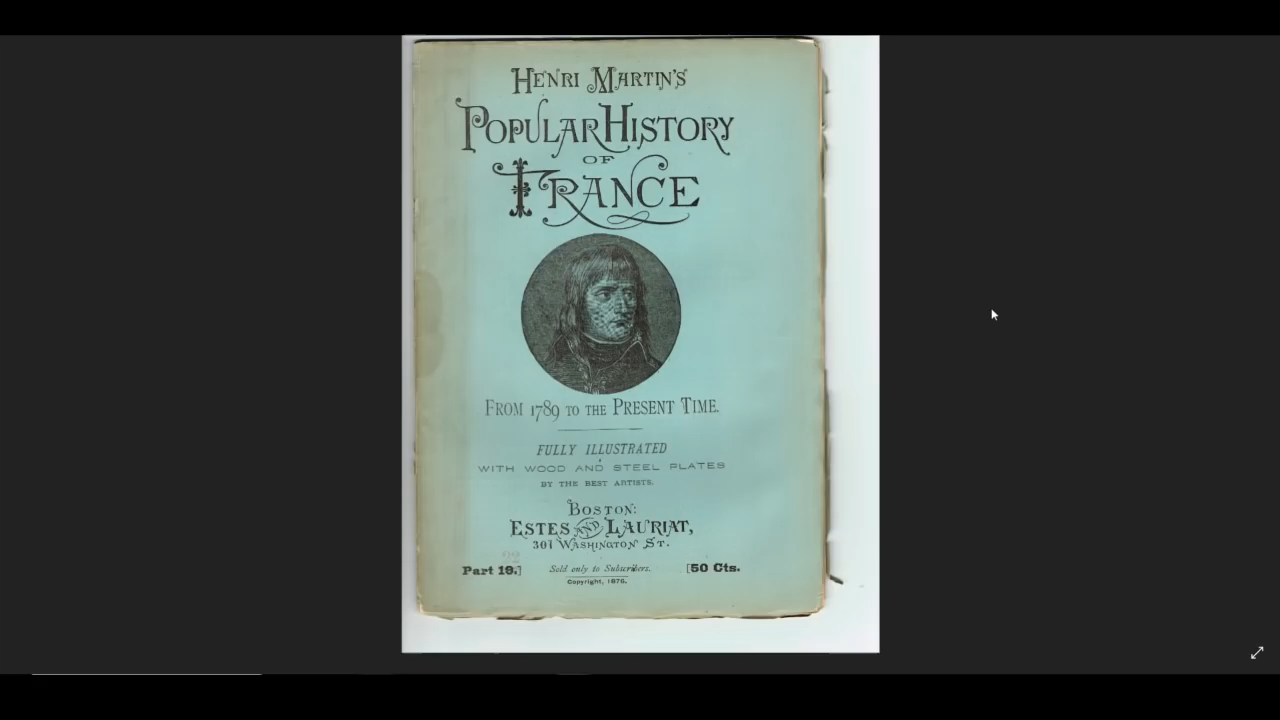 HENRI MARTIN'S
POPULAR HISTORY
OF
FRANCE
FROM 1789 TO THE PRESENT TIME.
FULLY ILLUSTRATED
WITH WOOD AND STEEL PLATES
BY THE BEST ARTISTS.
BOSTON:
ESTES AND LAURIAT,
301 WASHINGTON ST.
22
Part 19.] Sold only to Subscribers. [50 Cts.
Copyright, 1876.